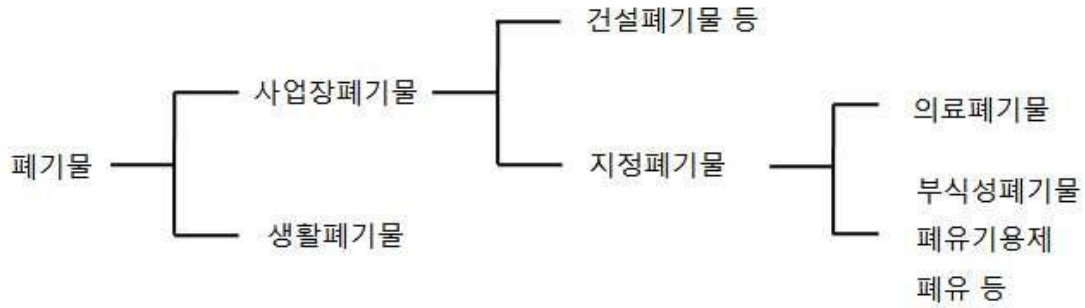 건설폐기물 등
사업장폐기물
의료폐기물
폐기물
지정폐기물
부식성폐기물
생활폐기물
폐유기용제
폐유 등